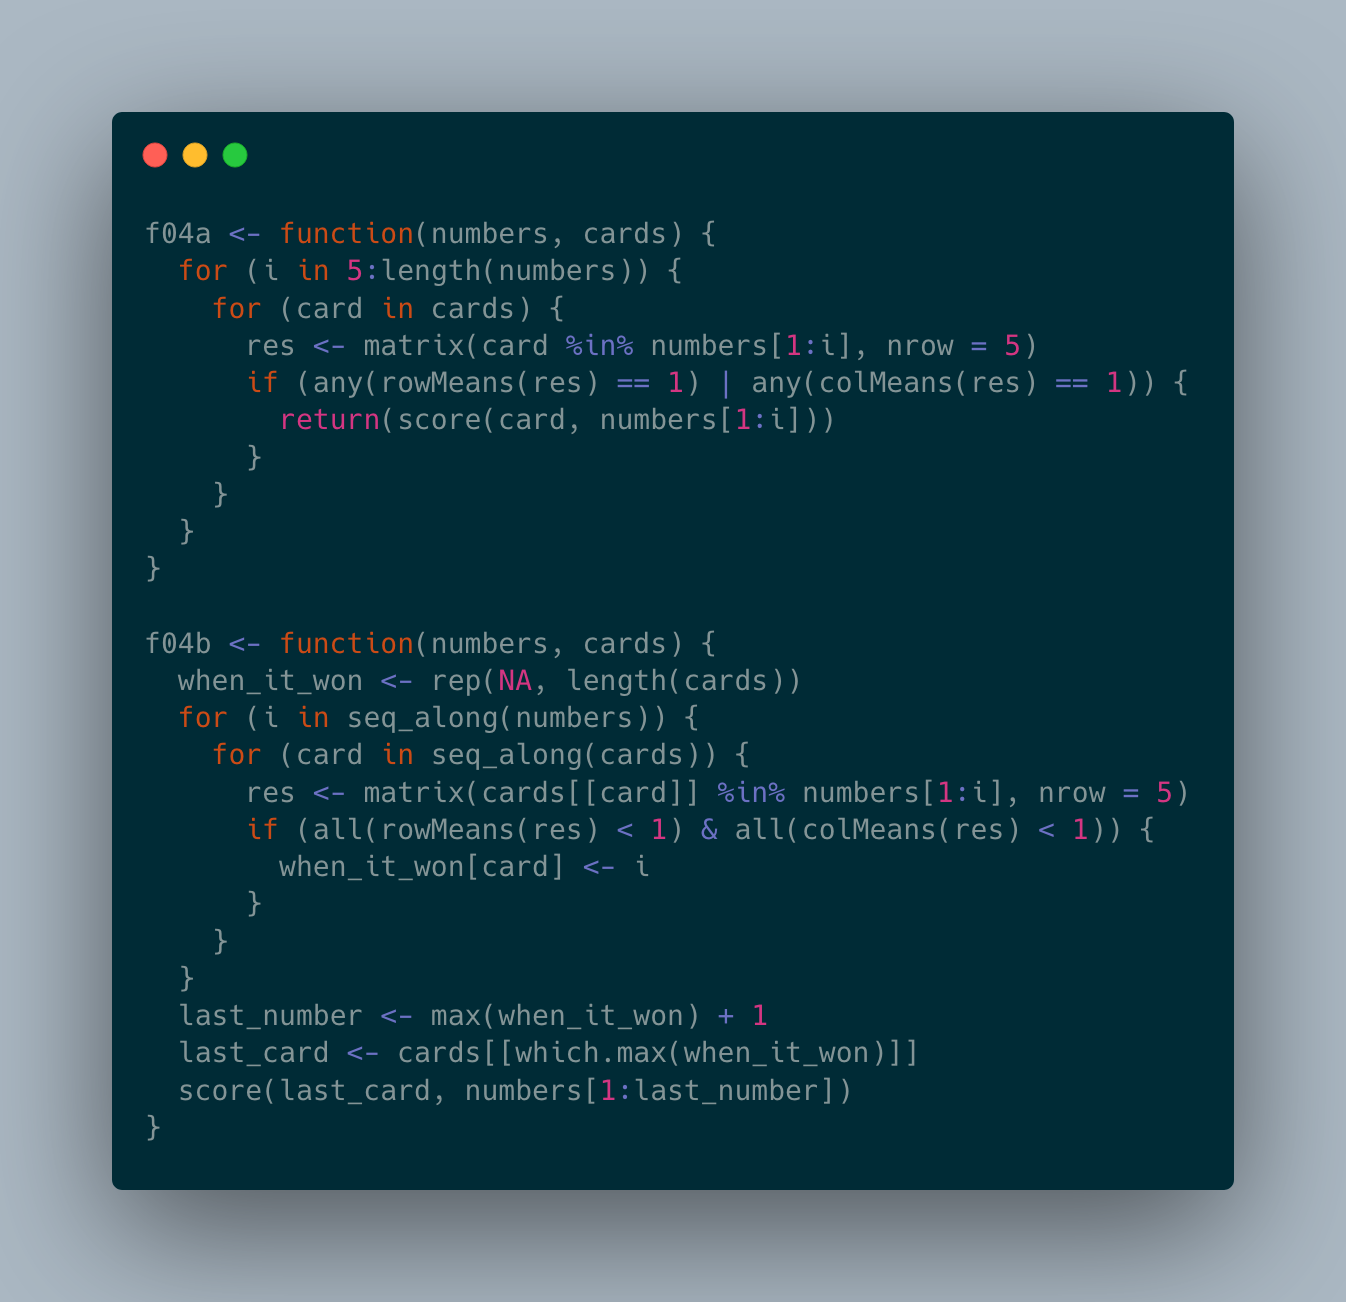 f04a <- function(numbers, cards) {
  for (i in 5:length(numbers)) {
    for (card in cards) {
      res <- matrix(card %in% numbers[1:i], nrow = 5)
      if (any(rowMeans(res) == 1) | any(colMeans(res) == 1)) {
        return(score(card, numbers[1:i]))
      }
    }
  }
}

f04b <- function(numbers, cards) {
  when_it_won <- rep(NA, length(cards))
  for (i in seq_along(numbers)) {
    for (card in seq_along(cards)) {
      res <- matrix(cards[[card]] %in% numbers[1:i], nrow = 5)
      if (all(rowMeans(res) < 1) & all(colMeans(res) < 1)) {
        when_it_won[card] <- i
      }
    }
  }
  last_number <- max(when_it_won) + 1
  last_card <- cards[[which.max(when_it_won)]]
  score(last_card, numbers[1:last_number])
}